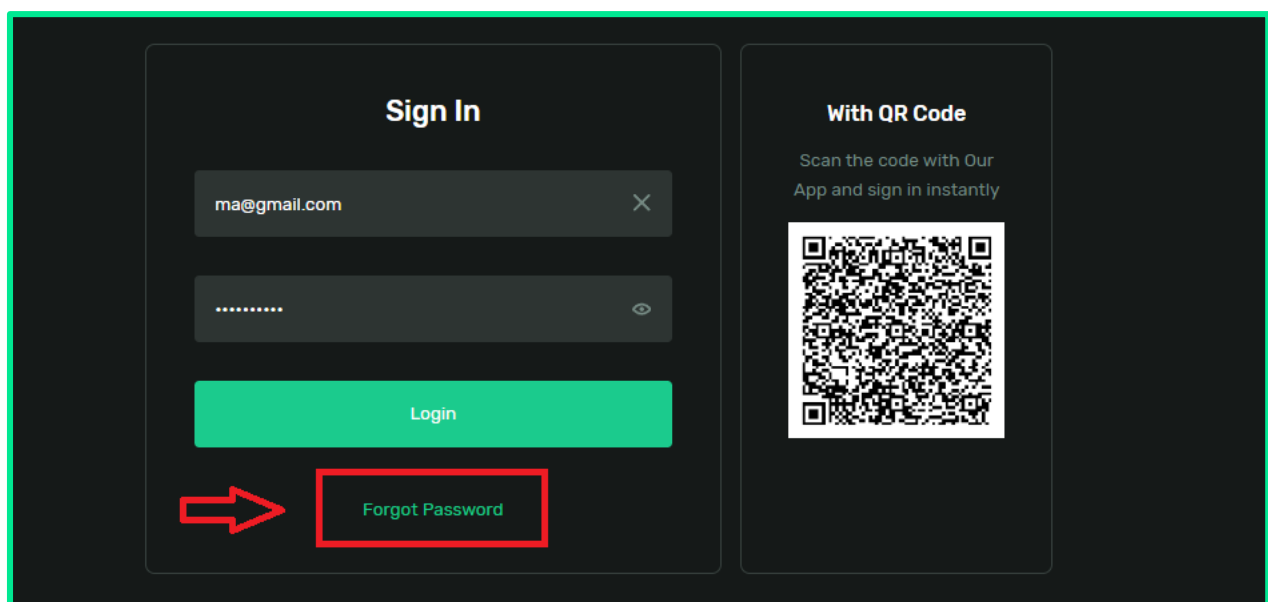 Sign In
ma@gmail.com
••••••••••
Login
Forgot Password
With QR Code
Scan the code with Our
App and sign in instantly